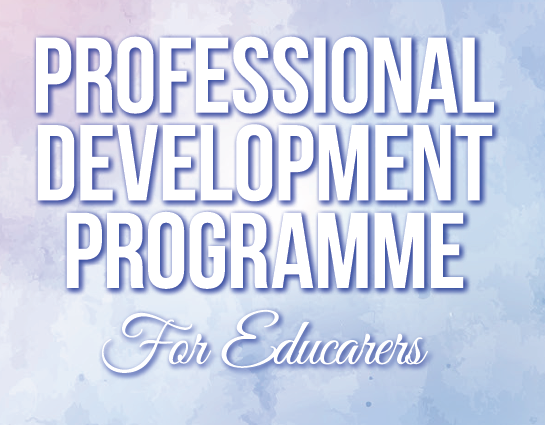 PROFESSIONAL
DEVELOPMENT
PROGRAMME
For Educarers